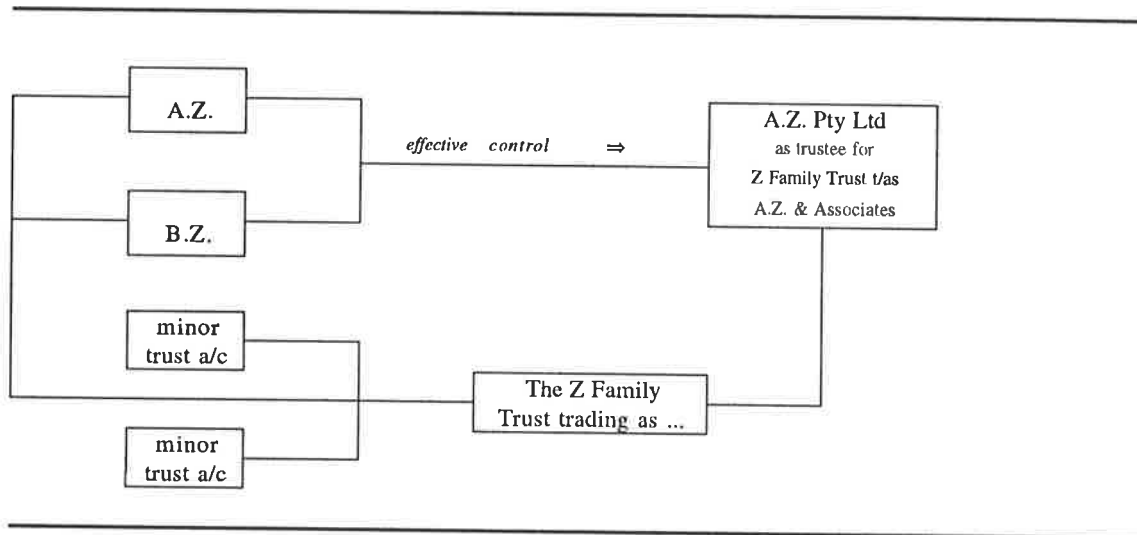 A.Z.
effective control ⇒
A.Z. Pty Ltd
as trustee for
Z Family Trust t/as
A.Z. & Associates
B.Z.
minor
trust a/c
The Z Family
Trust trading as ...
minor
trust a/c